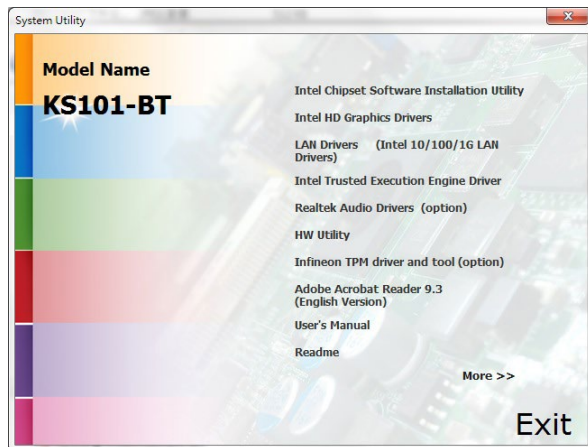 System Utility
Model Name
KS101-BT
Intel Chipset Software Installation Utility
Intel HD Graphics Drivers
LAN Drivers (Intel 10/100/1G LAN
Drivers)
Intel Trusted Execution Engine Driver
Realtek Audio Drivers (option)
HW Utility
Infineon TPM driver and tool (option)
Adobe Acrobat Reader 9.3
(English Version)
User's Manual
Readme
More >>
Exit